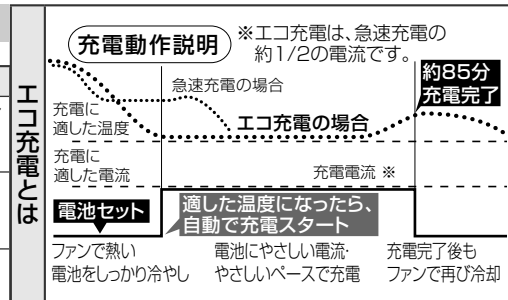 エコ充電とは
充電動作説明
※エコ充電は、急速充電の
約1/2の電流です。
約85分
充電完了
急速充電の場合
充電に
適した温度
エコ充電の場合
充電に
適した電流
充電電流 ※
電池セット
適した温度になったら、
自動で充電スタート
ファンで熱い
電池をしっかり冷やし
電池にやさしい電流・
やさしいペースで充電
充電完了後も
ファンで再び冷却